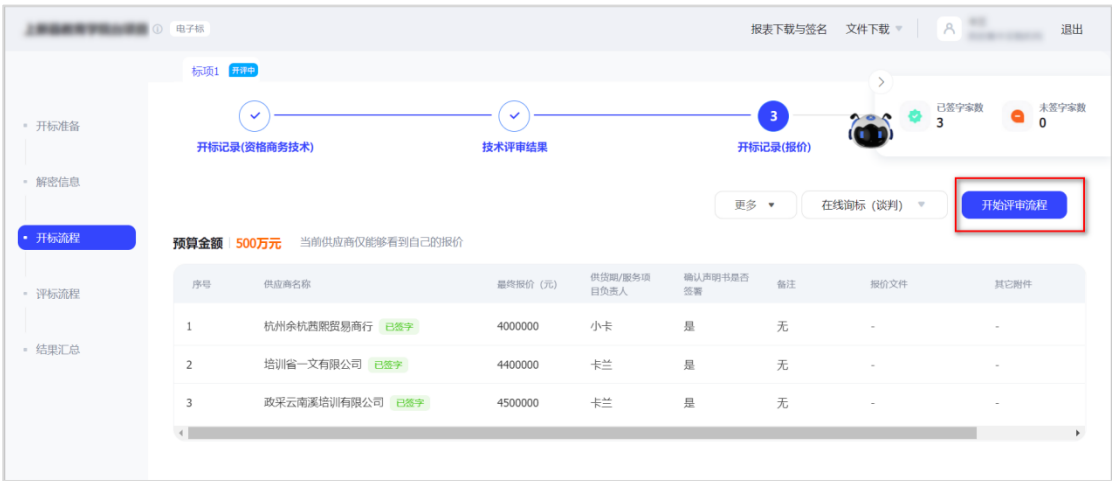 电子标 报表下载与签名 文件下载 退出
标项1 开评中
已签字家数 未签字家数
3 3 0
开标记录(资格商务技术) 技术评审结果 开标记录(报价)
开标准备
解密信息
开标流程
评标流程
结果汇总
更多 在线询标（谈判） 开始评审流程
预算金额 500万元 当前供应商仅能够看到自己的报价
序号 供应商名称 最终报价（元） 供货期/服务项目负责人 确认声明书是否签署 备注 报价文件 其它附件
1 杭州余杭茜熙贸易商行 已签字 4000000 小卡 是 无 - -
2 培训省一文有限公司 已签字 4400000 卡兰 是 无 - -
3 政采云南溪培训有限公司 已签字 4500000 卡兰 是 无 - -